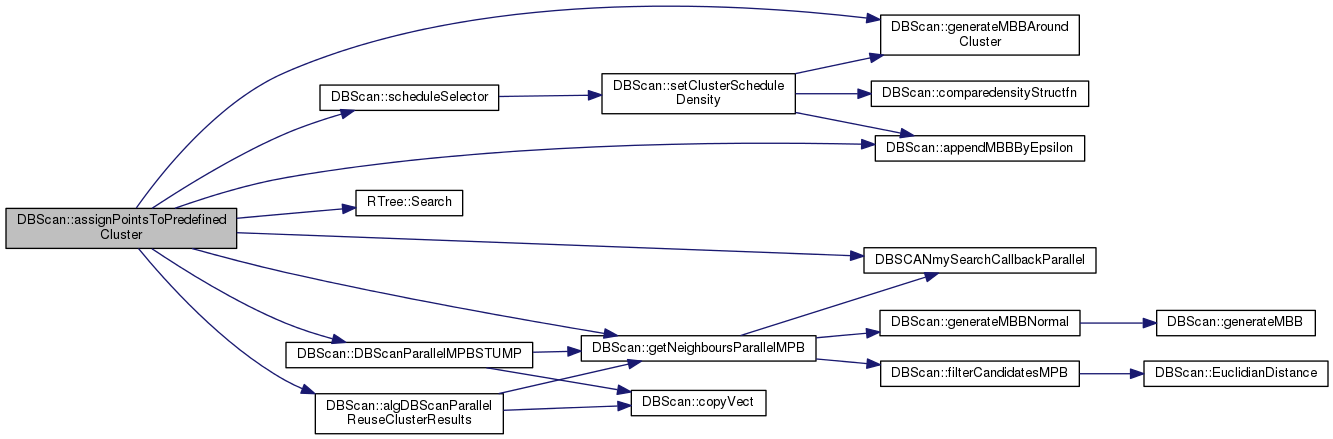 DBScan::generateMBBAround
Cluster
DBScan::scheduleSelector
DBScan::setClusterSchedule
Density
DBScan::comparedensityStructfn
DBScan::appendMBBByEpsilon
DBScan::assignPointsToPredefined
Cluster
RTree::Search
DBSCANmySearchCallbackParallel
DBScan::generateMBBNormal
DBScan::generateMBB
DBScan::DBScanParallelMPBSTUMP
DBScan::getNeighboursParallelMPB
DBScan::filterCandidatesMPB
DBScan::EuclidianDistance
DBScan::algDBScanParallel
ReuseClusterResults
DBScan::copyVect